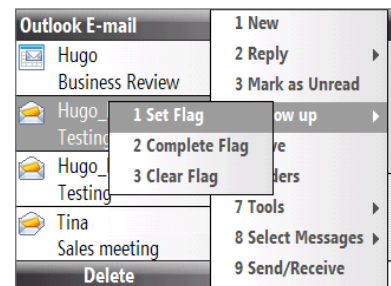 Outlook E-mail
Hugo
Business Review
Hugo_
Testing
Hugo_
Testing
Tina
Sales meeting
Delete
1 New
2 Reply
3 Mark as Unread
ow up
ve
ders
7 Tools
8 Select Messages
9 Send/Receive
1 Set Flag
2 Complete Flag
3 Clear Flag